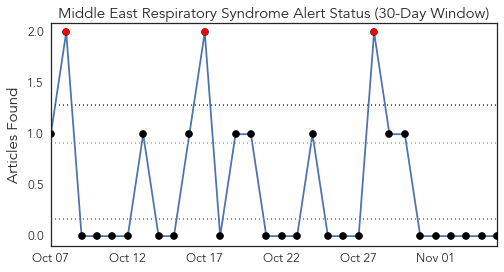 Middle East Respiratory Syndrome Alert Status (30-Day Window)
Articles Found
2.0
1.5
1.0
0.5
0.0
Oct 07 Oct 12 Oct 17 Oct 22 Oct 27 Nov 01